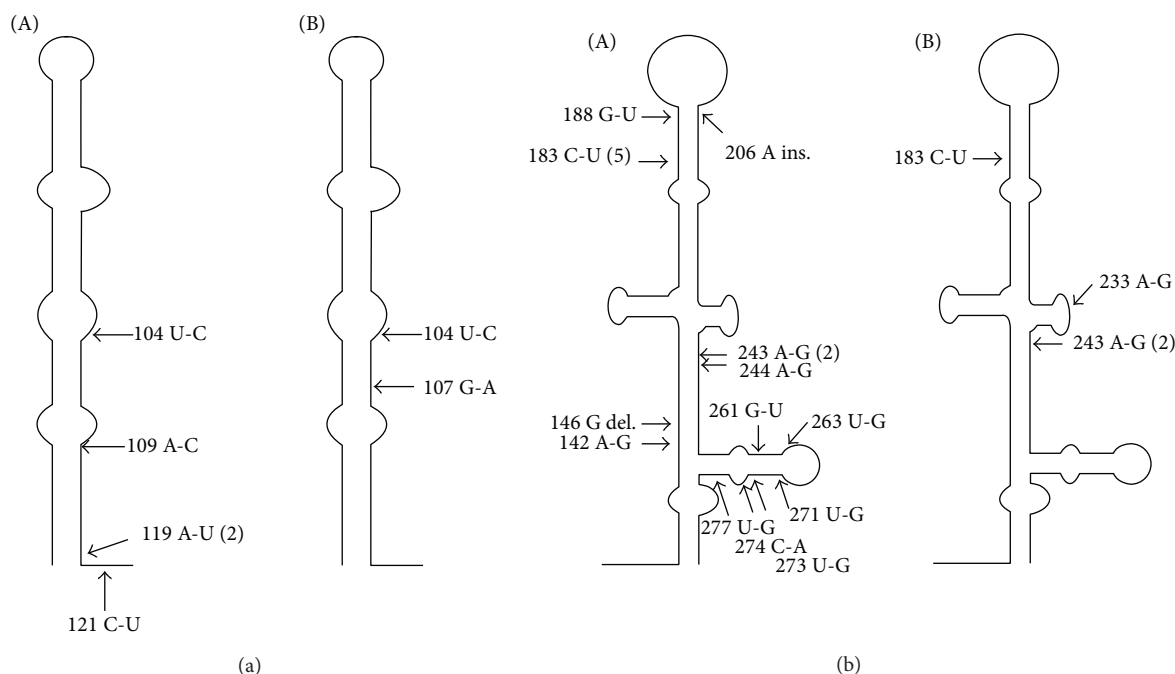 (A)
(B)
104 U-C
109 A-C
119 A-U (2)
121 C-U
104 U-C
107 G-A
(a)
(A)
(B)
188 G-U
183 C-U (5)
206 A ins.
243 A-G (2)
244 A-G
146 G del.
142 A-G
261 G-U
263 U-G
277 U-G
271 U-G
274 C-A
273 U-G
183 C-U
233 A-G
243 A-G (2)
(b)